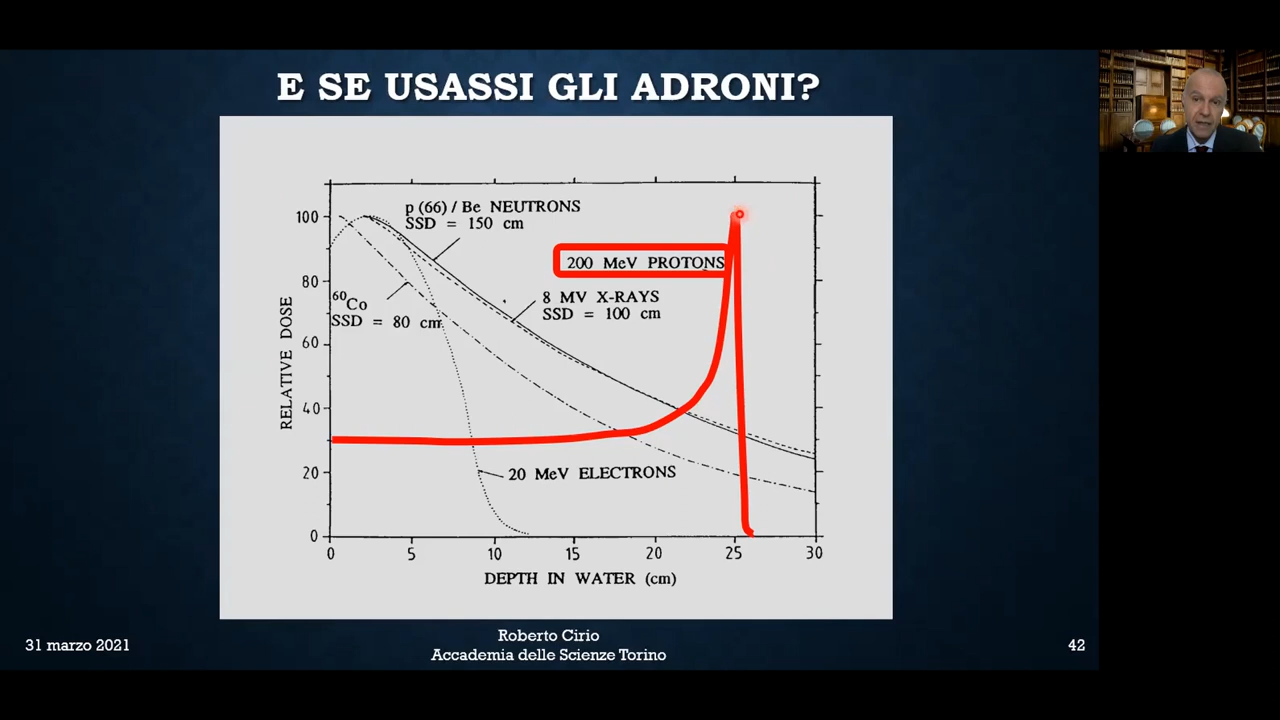 E SE USASSI GLI ADRONI?
p (66) / Be NEUTRONS
SSD = 150 cm
200 MeV PROTONS
60Co
SSD = 80 cm
8 MV X-RAYS
SSD = 100 cm
20 MeV ELECTRONS
RELATIVE DOSE
100
80
60
40
20
0
0 5 10 15 20 25 30
DEPTH IN WATER (cm)
31 marzo 2021
Roberto Cirio
Accademia delle Scienze Torino
42